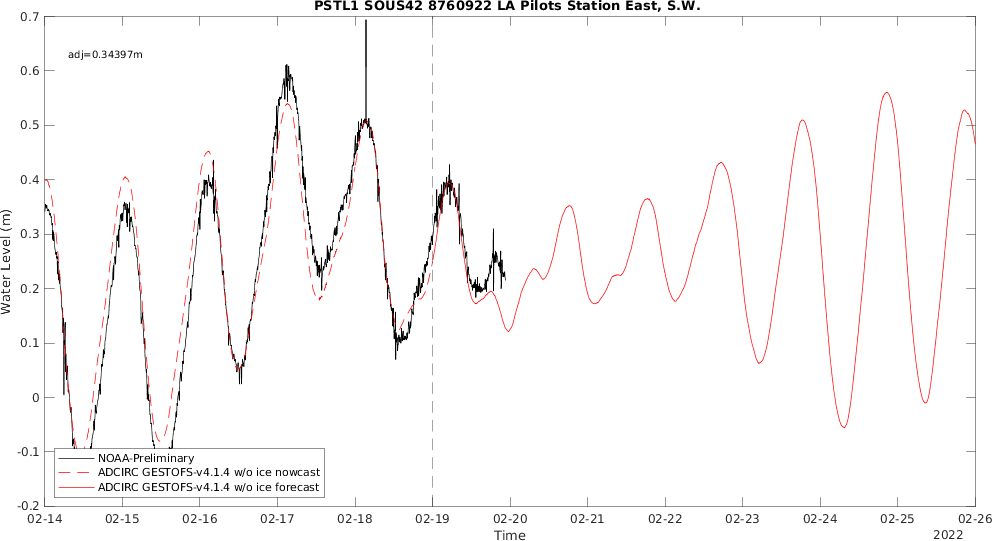 PSTL1 SOUS42 8760922 LA Pilots Station East, S.W.
adj=0.34397m
0.7
0.6
0.5
0.4
0.3
0.2
0.1
0
-0.1
-0.2
Water Level (m)
NOAA-Preliminary
ADCIRC GESTOFS-v4.1.4 w/o ice nowcast
ADCIRC GESTOFS-v4.1.4 w/o ice forecast
02-14 02-15 02-16 02-17 02-18 02-19 02-20 02-21 02-22 02-23 02-24 02-25 02-26
Time
2022